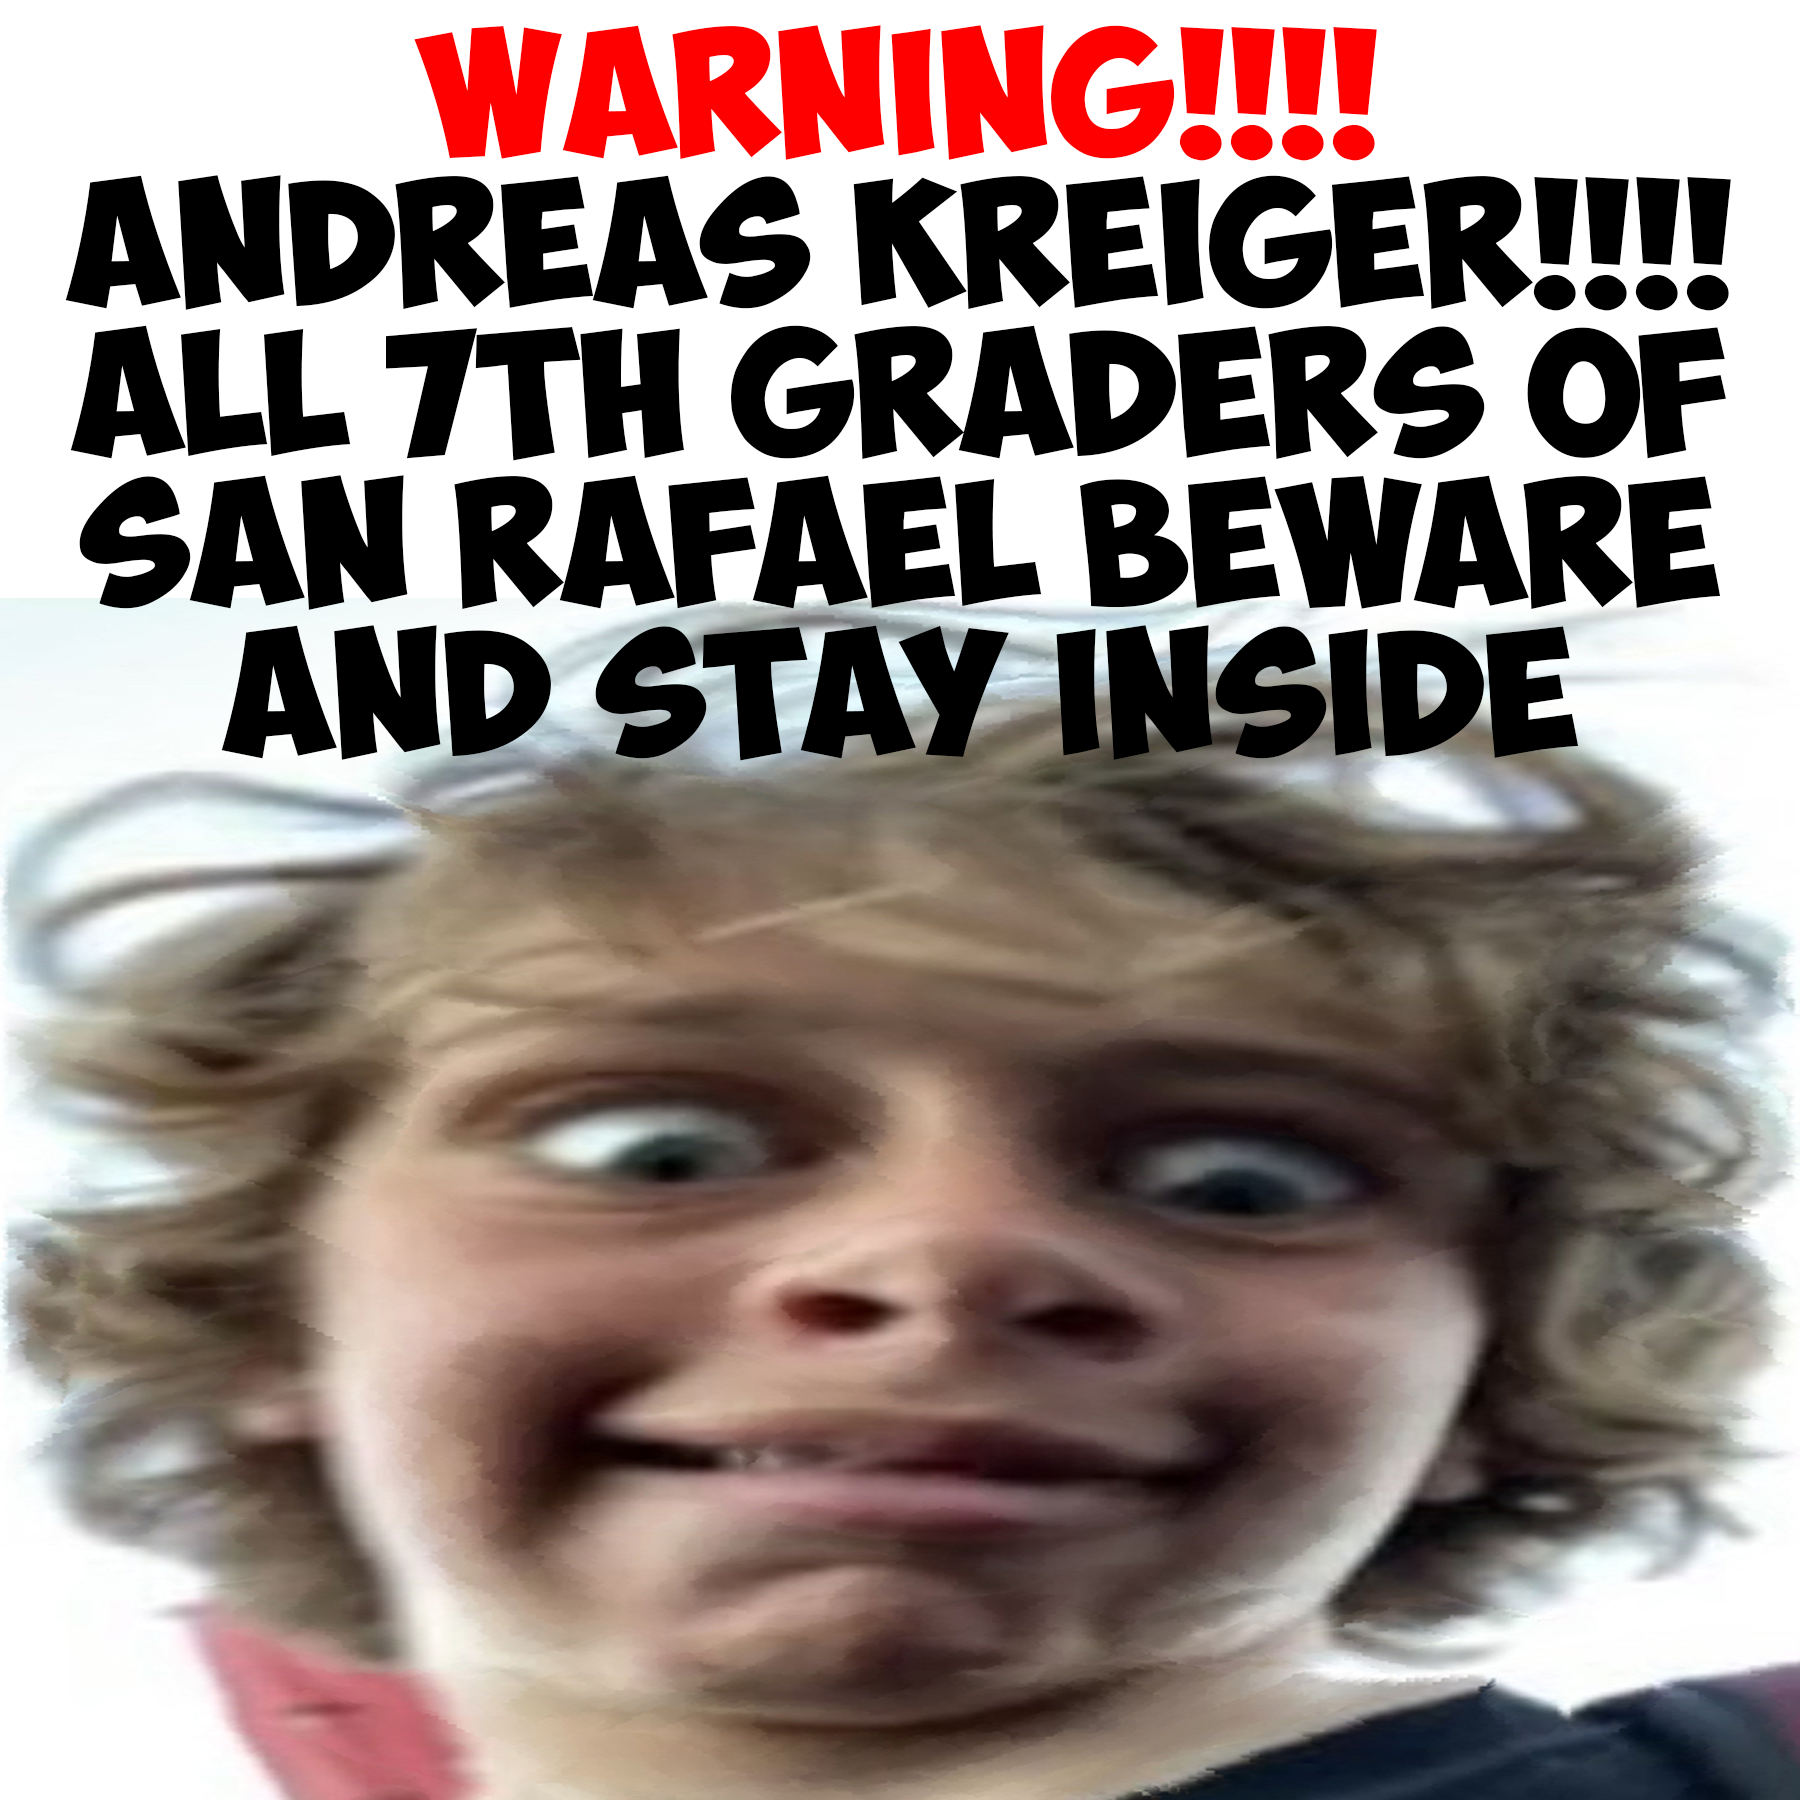 WARNING!!!!
ANDREAS KREIGER!!!!
ALL 7TH GRADERS OF
SAN RAFAEL BEWARE
AND STAY INSIDE